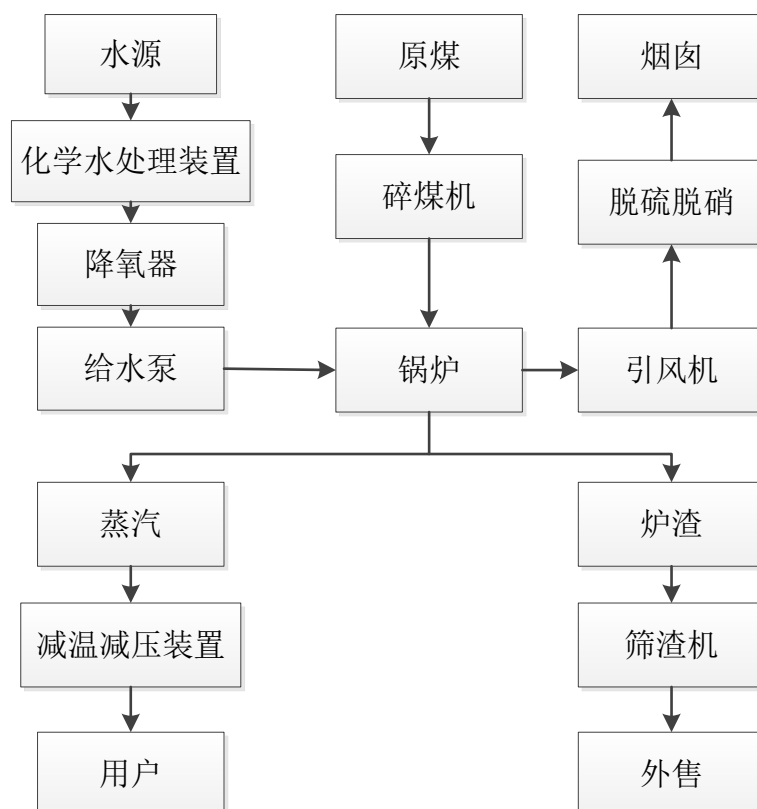 水源
原煤
烟囱
化学水处理装置
碎煤机
脱硫脱硝
降氧器
给水泵
锅炉
引风机
蒸汽
炉渣
减温减压装置
筛渣机
用户
外售